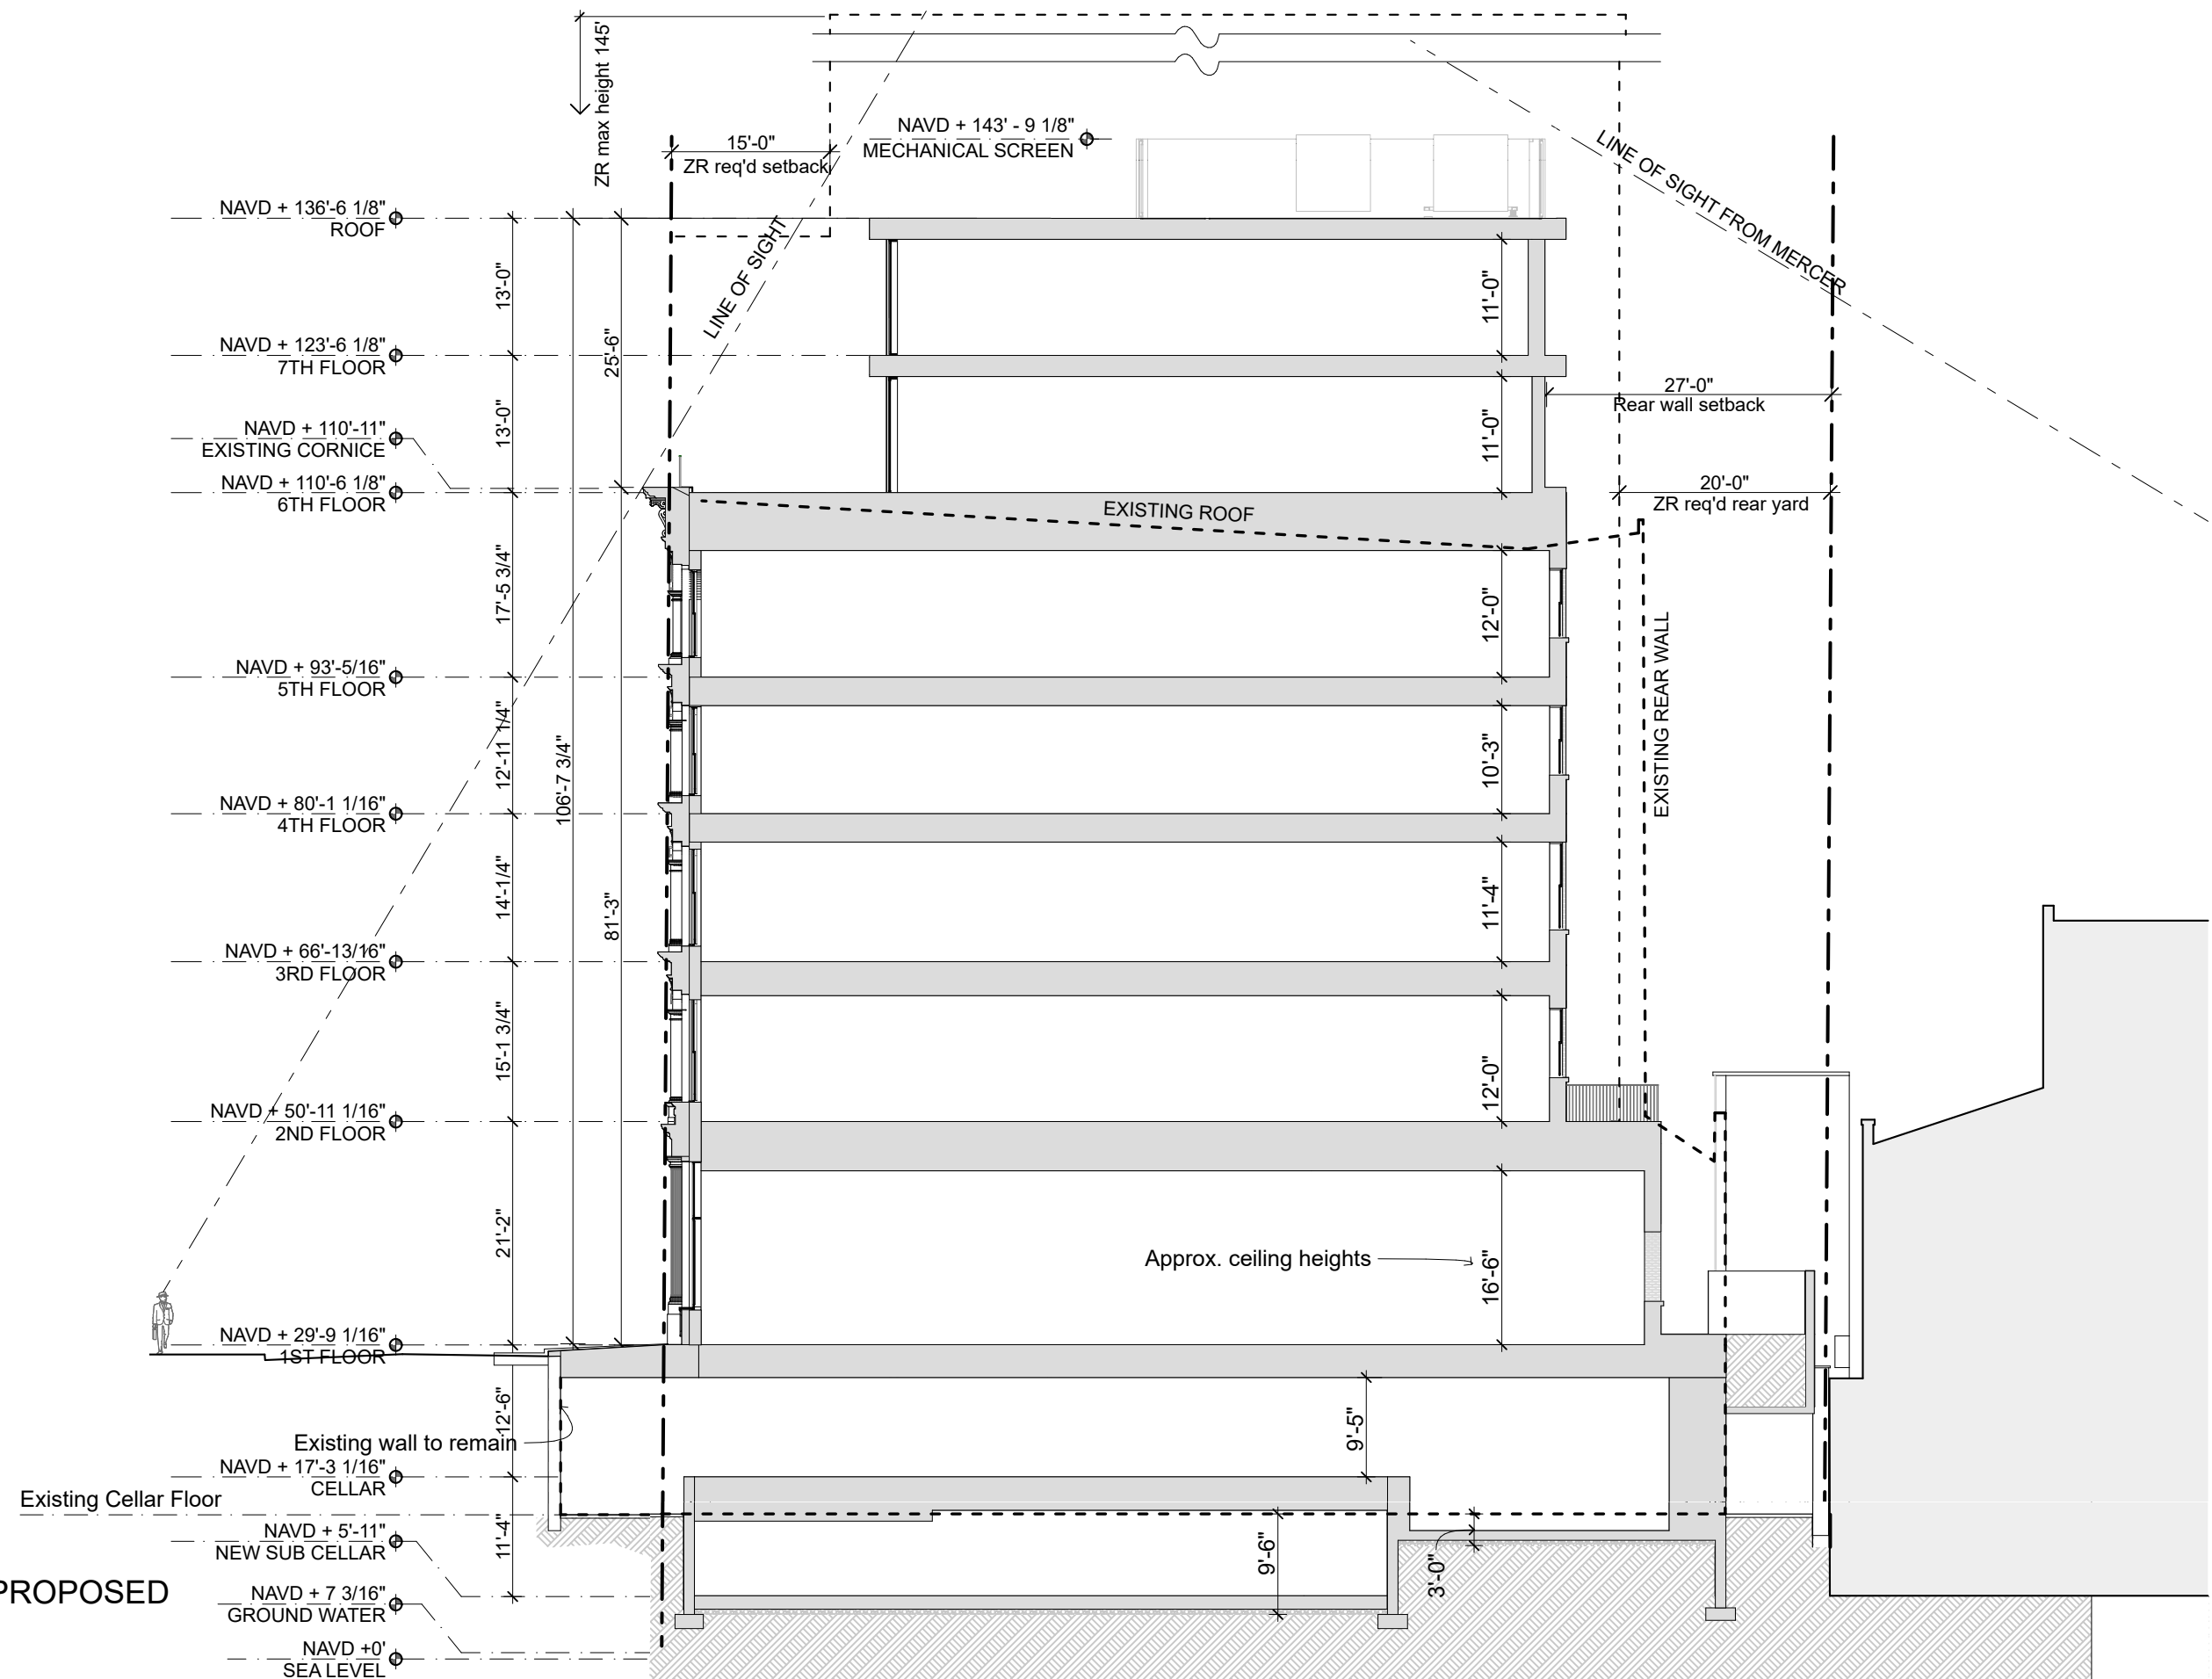 ZR max height 145'
15'-0"
ZR req'd setback
NAVD + 143' - 9 1/8"
MECHANICAL SCREEN
LINE OF SIGHT FROM MERCER
LINE OF SIGHT
NAVD + 136'-6 1/8"
ROOF
13'-0"
25'-6"
11'-0"
NAVD + 123'-6 1/8"
7TH FLOOR
27'-0"
Rear wall setback
13'-0"
11'-0"
NAVD + 110'-11"
EXISTING CORNICE
NAVD + 110'-6 1/8"
6TH FLOOR
20'-0"
ZR req'd rear yard
EXISTING ROOF
17'-5 3/4"
12'-0"
EXISTING REAR WALL
NAVD + 93'-5/16"
5TH FLOOR
12'-11 1/4"
106'-7 3/4"
10'-3"
NAVD + 80'-1 1/16"
4TH FLOOR
14'-1/4"
81'-3"
11'-4"
NAVD + 66'-13/16"
3RD FLOOR
15'-1 3/4"
12'-0"
NAVD + 50'-11 1/16"
2ND FLOOR
21'-2"
Approx. ceiling heights
16'-6"
NAVD + 29'-9 1/16"
1ST FLOOR
12'-6"
9'-5"
Existing wall to remain
NAVD + 17'-3 1/16"
CELLAR
Existing Cellar Floor
11'-4"
NAVD + 5'-11"
NEW SUB CELLAR
9'-6"
3'-0"
PROPOSED
NAVD + 7 3/16"
GROUND WATER
NAVD +0'
SEA LEVEL